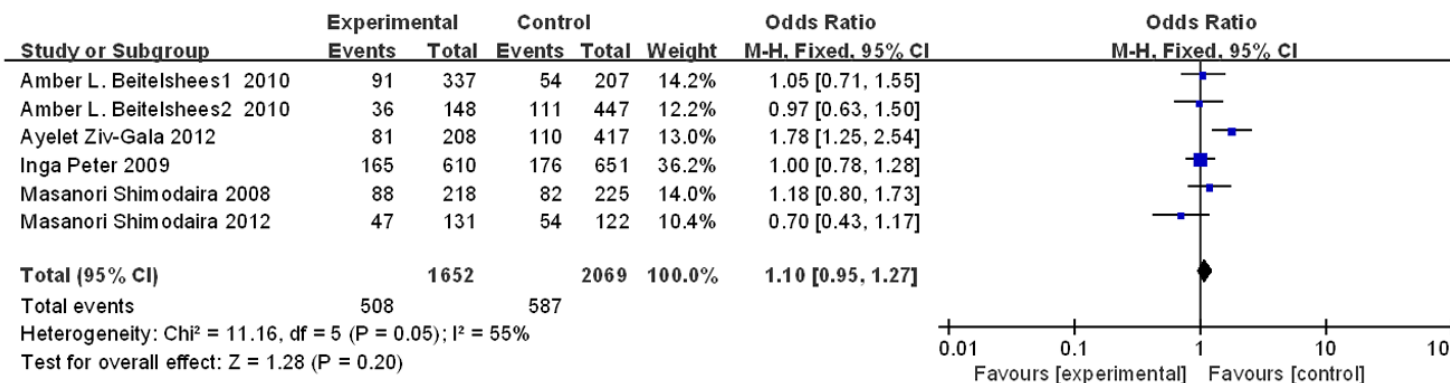 Experimental Control Odds Ratio Odds Ratio
Study or Subgroup Events Total Events Total Weight M-H, Fixed, 95% CI M-H, Fixed, 95% CI
Amber L. Beitelshees1 2010 91 337 54 207 14.2% 1.05 [0.71, 1.55]
Amber L. Beitelshees2 2010 36 148 111 447 12.2% 0.97 [0.63, 1.50]
Ayelet Ziv-Gala 2012 81 208 110 417 13.0% 1.78 [1.25, 2.54]
Inga Peter 2009 165 610 176 651 36.2% 1.00 [0.78, 1.28]
Masanori Shimodaira 2008 88 218 82 225 14.0% 1.18 [0.80, 1.73]
Masanori Shimodaira 2012 47 131 54 122 10.4% 0.70 [0.43, 1.17]
Total (95% CI) 1652 2069 100.0% 1.10 [0.95, 1.27]
Total events 508 587
Heterogeneity: Chi² = 11.16, df = 5 (P = 0.05); I² = 55%
Test for overall effect: Z = 1.28 (P = 0.20)
0.01 0.1 1 10 100
Favours [experimental] Favours [control]